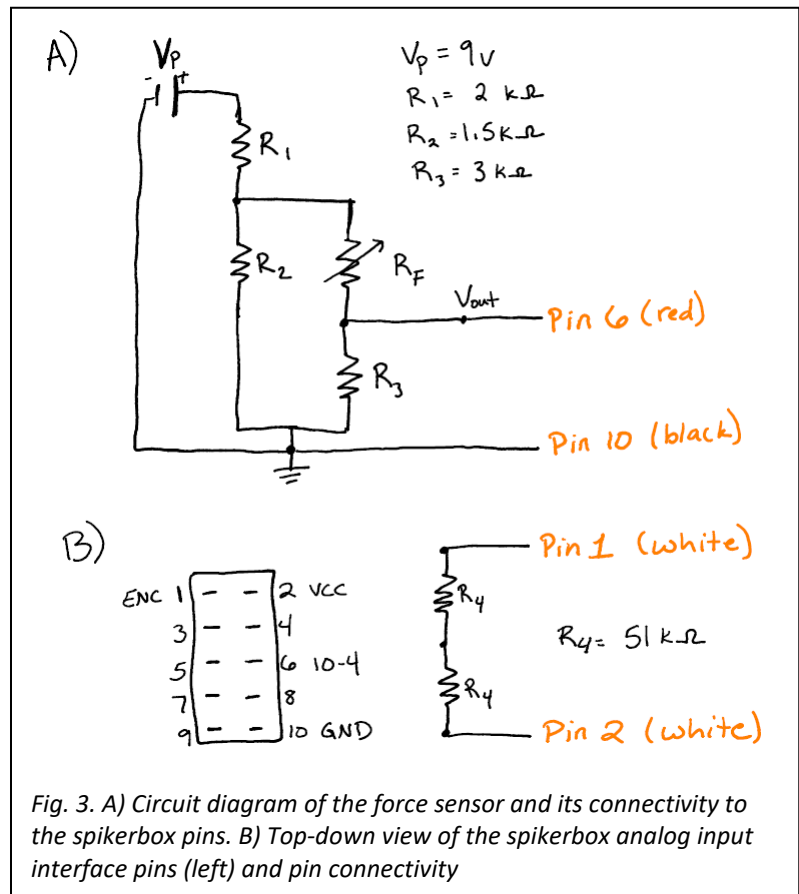 A)
Vp
- +
Vp = 9v
R1 = 2 kΩ
R2 = 1.5KΩ
R3 = 3 KΩ
R1
R2
RF
Vout
Pin 6 (red)
R3
Pin 10 (black)
B)
ENC 1 2 VCC
3 4
5 6 10-4
7 8
9 10 GND
Pin 1 (white)
R4
R4 = 51 KΩ
R4
Pin 2 (white)
Fig. 3. A) Circuit diagram of the force sensor and its connectivity to
the spikerbox pins. B) Top-down view of the spikerbox analog input
interface pins (left) and pin connectivity